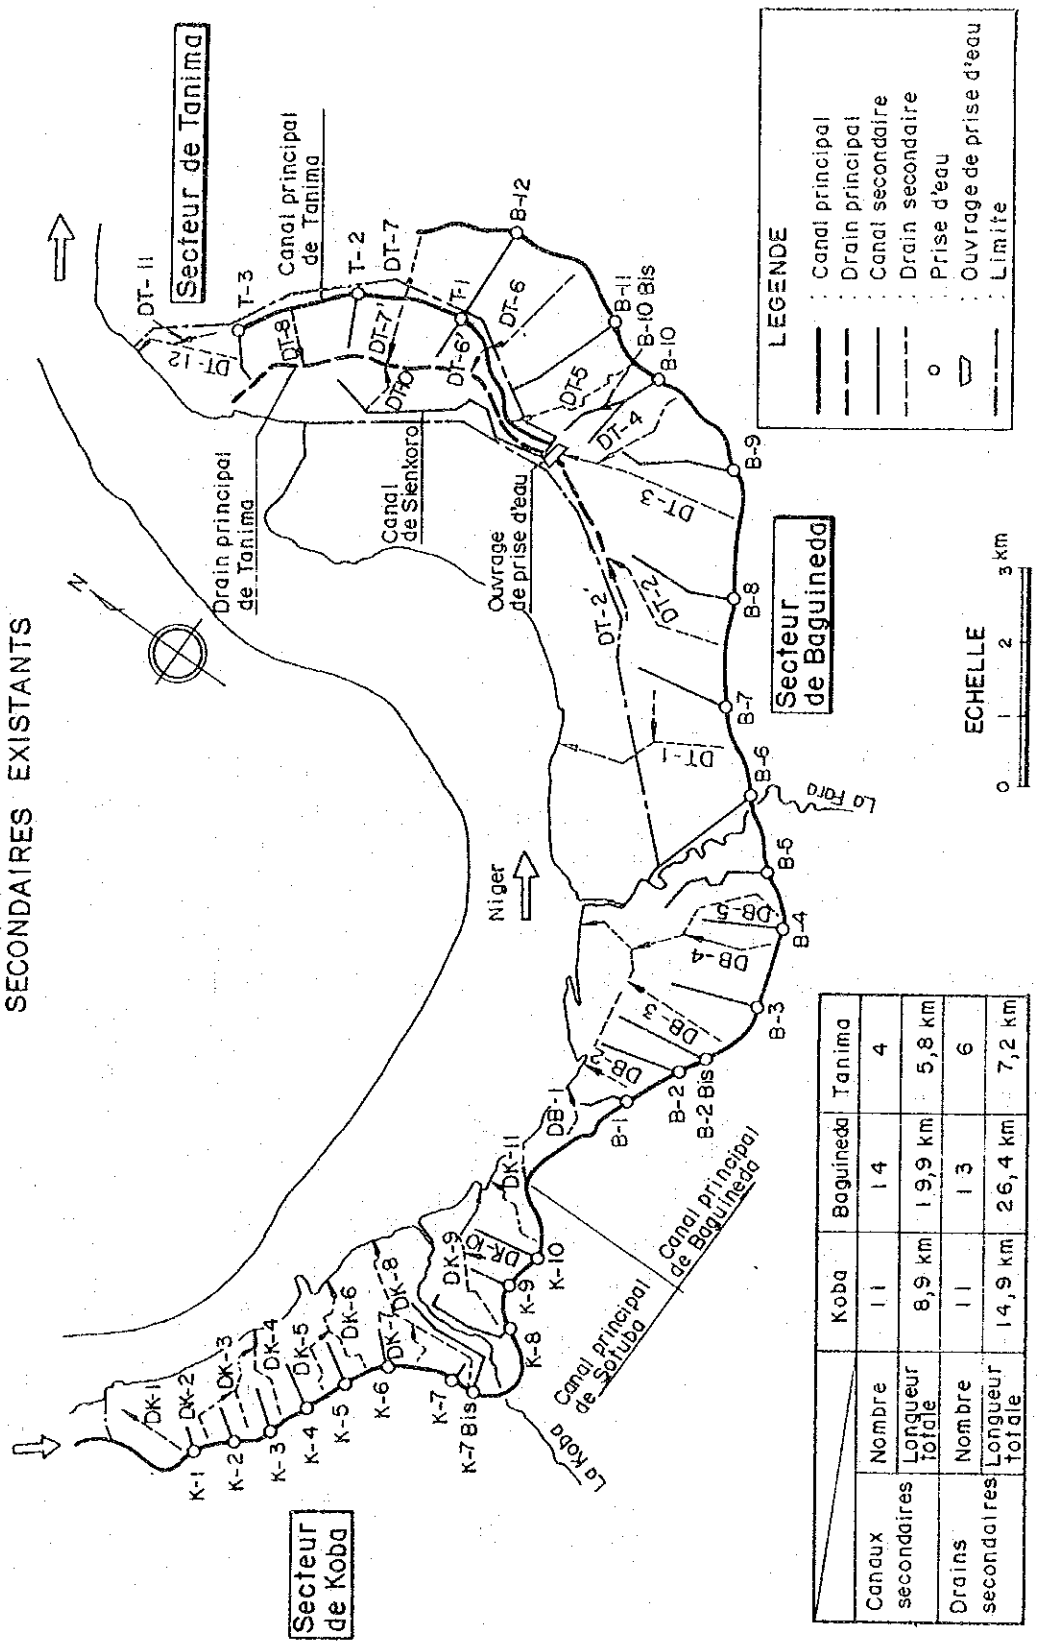 SECONDAIRES EXISTANTS
Secteur de Tanima
DT-11
T-3
Canal principal
de Tanima
T-2
DT-7
DT-12
DT-8
DT-7'
T-1
B-12
DT-10
DT-6'
DT-6
B-11
B-10 Bis
B-10
DT-5
DT-4
B-9
DT-3
Drain principal
de Tanima
Canal
de Sienkoro
Ouvrage
de prise d'eau
N
DT-2'
DT-2
B-8
Secteur
de Baguineda
B-7
DT-1
B-6
La Fara
B-5
Niger
DB-5
B-4
DB-4
B-3
DB-3
DB-2
B-2 Bis
B-2
DB-1
B-1
DK-11
Canal principal
de Baguineda
Canal principal
de Sotuba
DK-10
K-10
DK-9
K-9
K-8
DK-8
DK-7
K-7 Bis
K-7
La Koba
K-6
DK-6
K-5
DK-5
K-4
DK-4
K-3
DK-3
K-2
DK-2
K-1
DK-1
Secteur
de Koba
LEGENDE
: Canal principal
: Drain principal
: Canal secondaire
: Drain secondaire
: Prise d'eau
: Ouvrage de prise d'eau
: Limite
ECHELLE
0 1 2 3 km
Koba Baguineda Tanima
Canaux secondaires Nombre 11 14 4
Longueur totale 8,9 km 19,9 km 5,8 km
Drains secondaires Nombre 11 13 6
Longueur totale 14,9 km 26,4 km 7,2 km